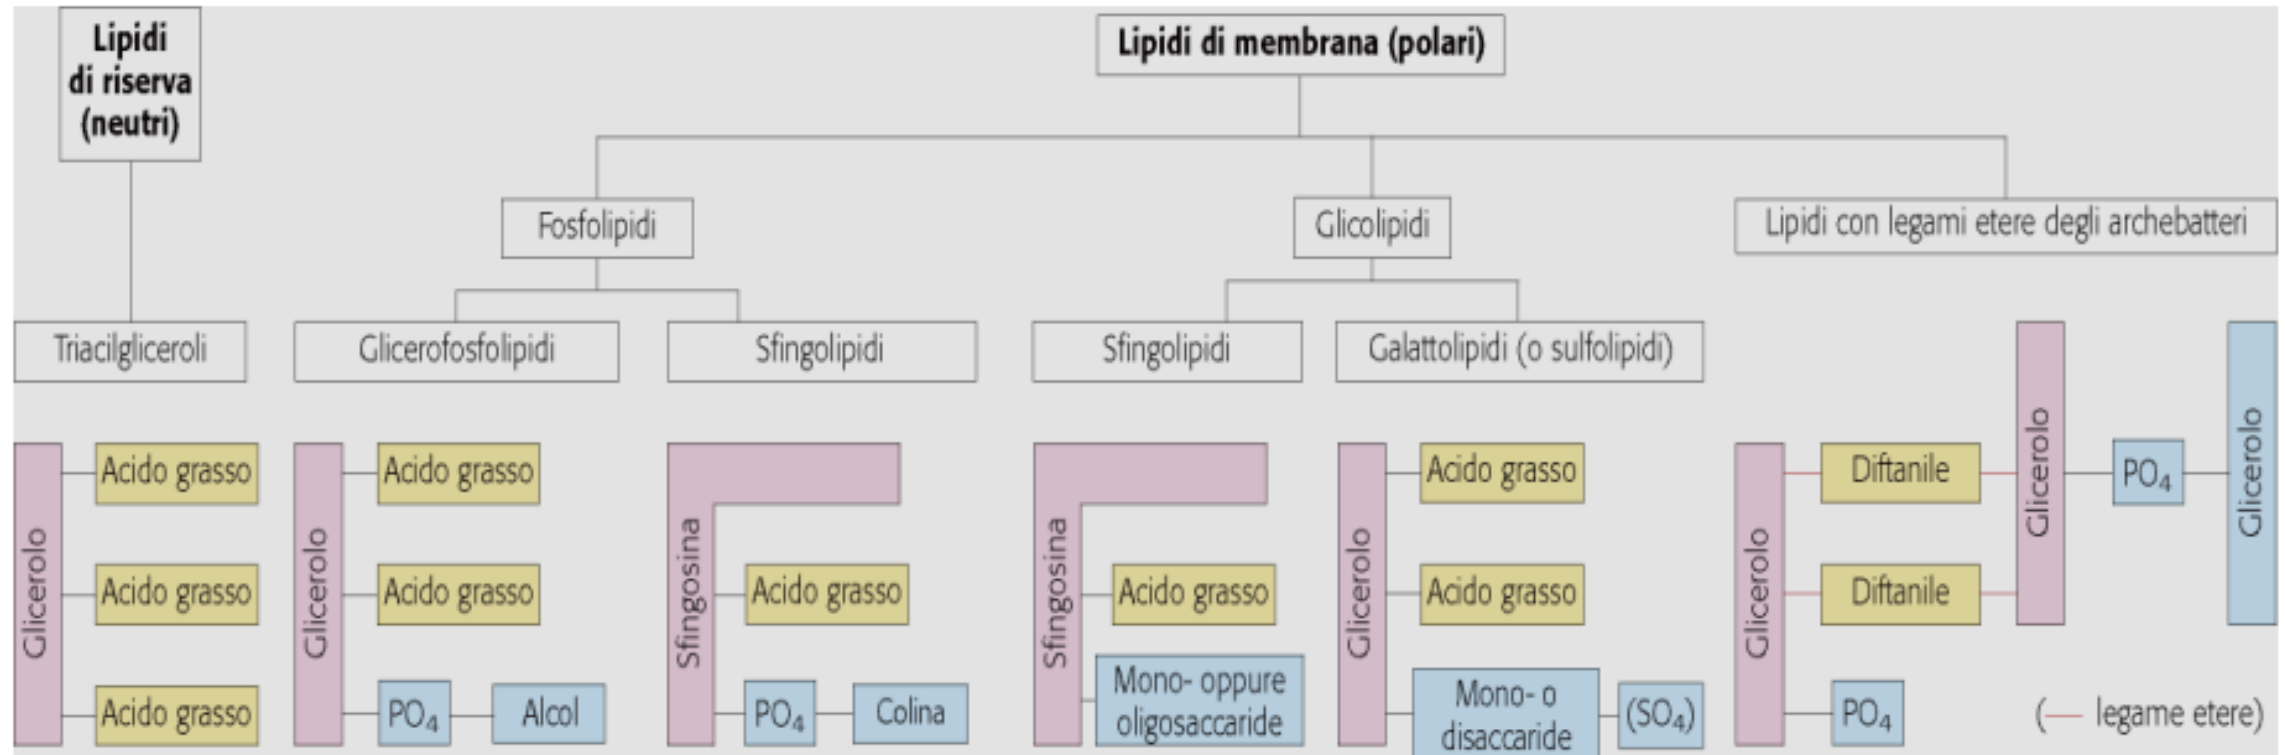 Lipidi
di riserva
(neutri)
Lipidi di membrana (polari)
Fosfolipidi
Glicolipidi
Lipidi con legami etere degli archebatteri
Triacilgliceroli
Glicerofosfolipidi
Sfingolipidi
Sfingolipidi
Galattolipidi (o sulfolipidi)
Glicerolo
Acido grasso
Acido grasso
Acido grasso
Glicerolo
Acido grasso
Acido grasso
PO₄
Alcol
Sfingosina
Acido grasso
PO₄
Colina
Sfingosina
Acido grasso
Mono- oppure
oligosaccaride
Glicerolo
Acido grasso
Acido grasso
Mono- o
disaccaride
(SO₄)
Glicerolo
Diftanile
Diftanile
PO₄
Glicerolo
PO₄
Glicerolo
(— legame etere)